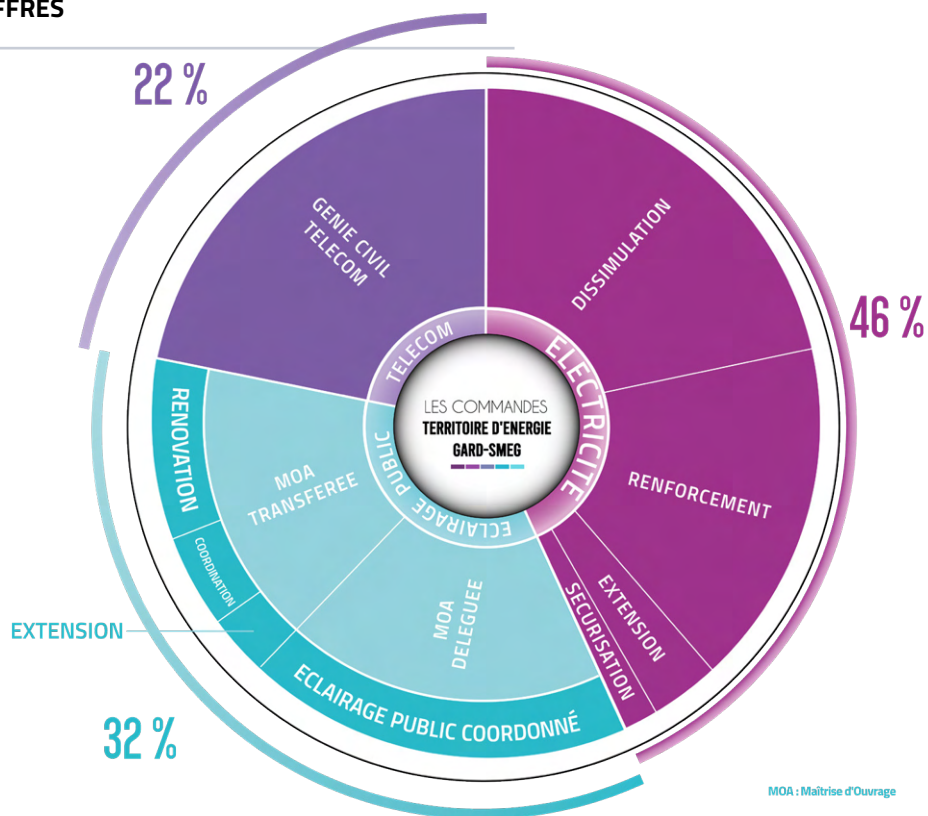 FFRES
22 %
46 %
32 %
GENIE CIVIL
TELECOM
DISSIMULATION
TELECOM
ELECTRICITE
ECLAIRAGE PUBLIC
LES COMMANDES
TERRITOIRE D'ENERGIE
GARD-SMEG
RENFORCEMENT
EXTENSION
SECURISATION
RENOVATION
MOA
TRANSFEREE
COORDINATION
MOA
DELEGUEE
EXTENSION
ECLAIRAGE PUBLIC COORDONNÉ
MOA : Maîtrise d'Ouvrage